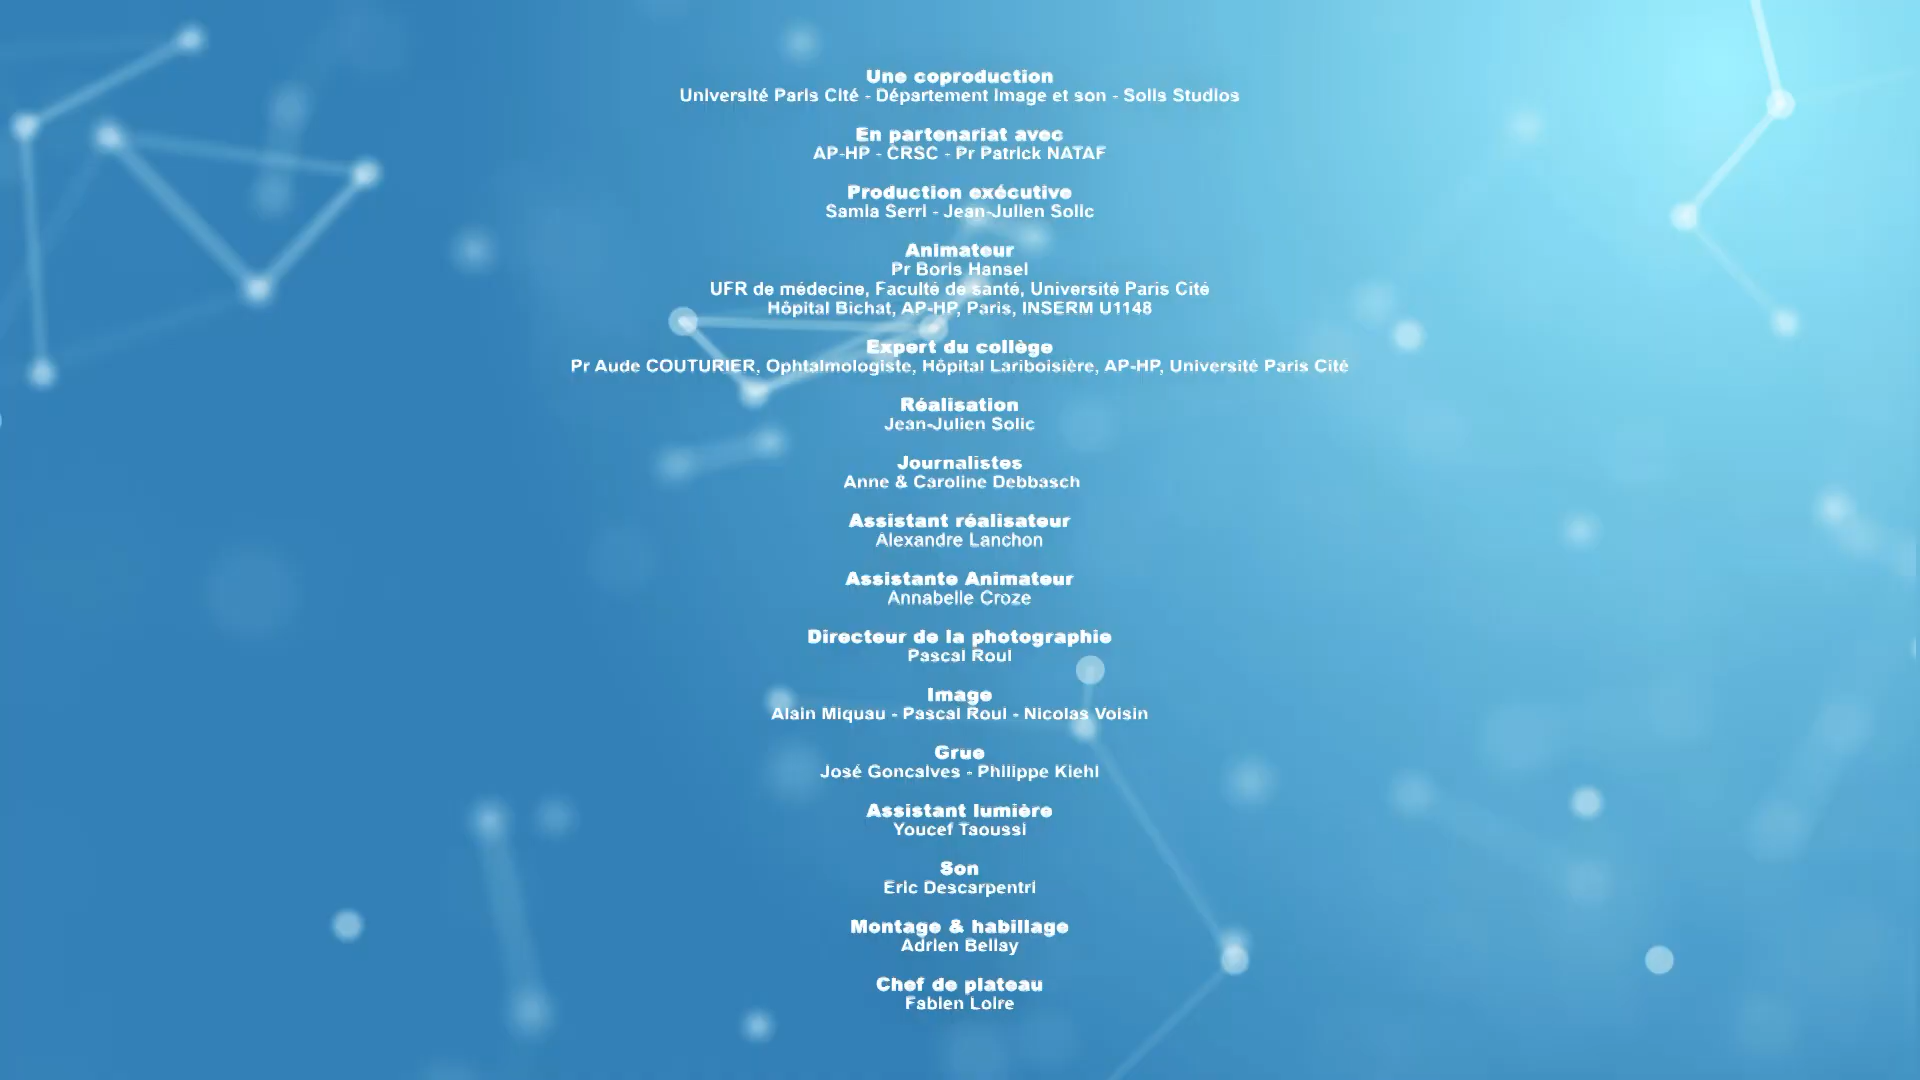 Une coproduction
Université Paris Cité - Département Image et son - Solis Studios
En partenariat avec
AP-HP - CRSC - Pr Patrick NATAF
Production exécutive
Samia Serri - Jean-Julien Solic
Animateur
Pr Boris Hansel
UFR de médecine, Faculté de santé, Université Paris Cité
Hôpital Bichat, AP-HP, Paris, INSERM U1148
Expert du collège
Pr Aude COUTURIER, Ophtalmologiste, Hôpital Lariboisière, AP-HP, Université Paris Cité
Réalisation
Jean-Julien Solic
Journalistes
Anne & Caroline Debbasch
Assistant réalisateur
Alexandre Lanchon
Assistante Animateur
Annabelle Croze
Directeur de la photographie
Pascal Roul
Image
Alain Miquau - Pascal Roul - Nicolas Voisin
Grue
José Goncalves - Philippe Kiehl
Assistant lumière
Youcef Taoussi
Son
Eric Descarpentri
Montage & habillage
Adrien Bellay
Chef de plateau
Fabien Loire